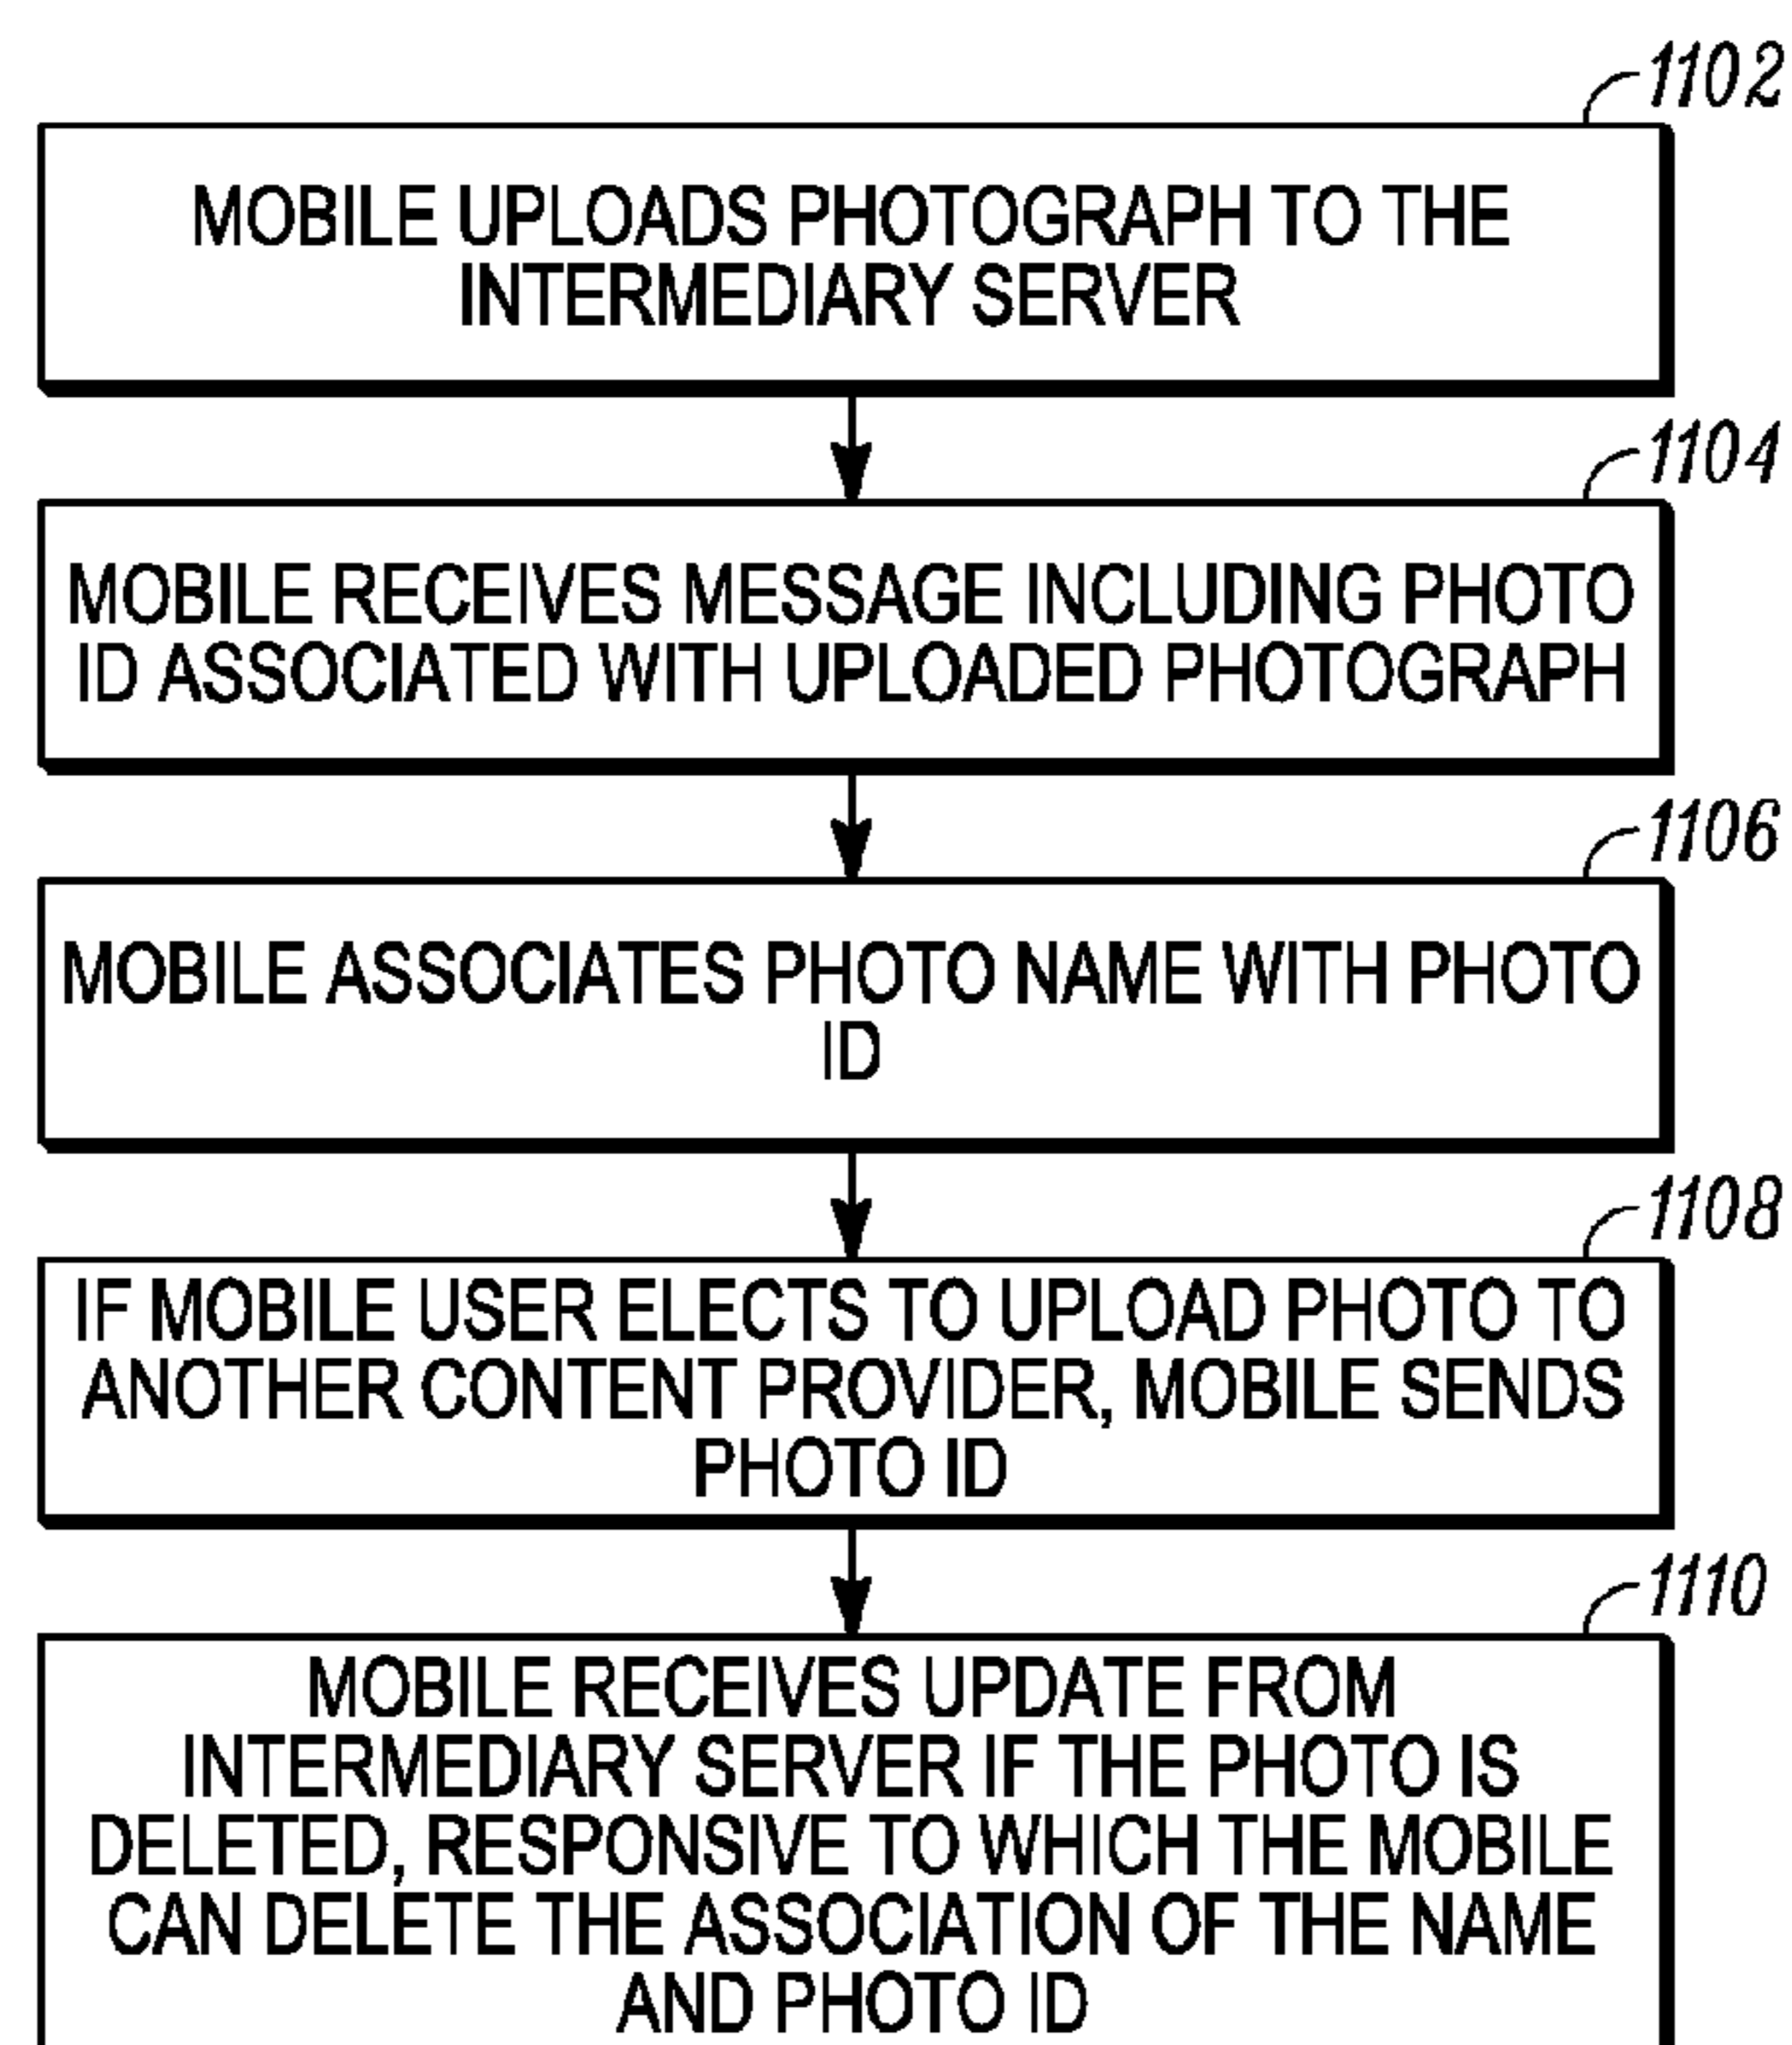 1102
MOBILE UPLOADS PHOTOGRAPH TO THE
INTERMEDIARY SERVER
1104
MOBILE RECEIVES MESSAGE INCLUDING PHOTO
ID ASSOCIATED WITH UPLOADED PHOTOGRAPH
1106
MOBILE ASSOCIATES PHOTO NAME WITH PHOTO
ID
1108
IF MOBILE USER ELECTS TO UPLOAD PHOTO TO
ANOTHER CONTENT PROVIDER, MOBILE SENDS
PHOTO ID
1110
MOBILE RECEIVES UPDATE FROM
INTERMEDIARY SERVER IF THE PHOTO IS
DELETED, RESPONSIVE TO WHICH THE MOBILE
CAN DELETE THE ASSOCIATION OF THE NAME
AND PHOTO ID